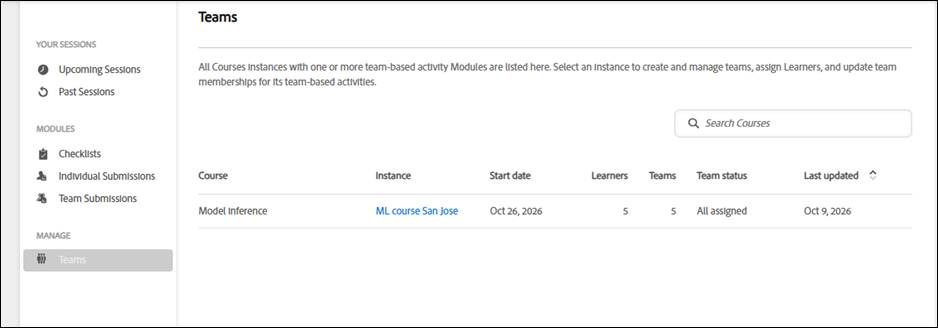 Teams
YOUR SESSIONS
Upcoming Sessions
Past Sessions
MODULES
Checklists
Individual Submissions
Team Submissions
MANAGE
Teams
All Courses instances with one or more team-based activity Modules are listed here. Select an instance to create and manage teams, assign Learners, and update team
memberships for its team-based activities.
Search Courses
Course Instance Start date Learners Teams Team status Last updated
Model Inference ML course San Jose Oct 26, 2026 5 5 All assigned Oct 9, 2026